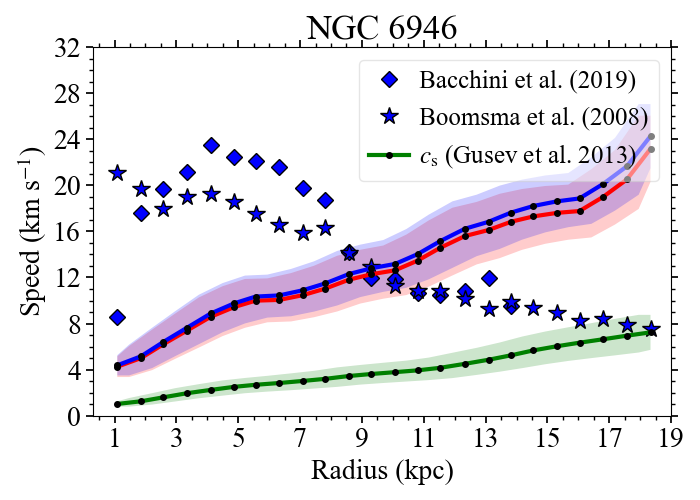 NGC 6946
32
28
24
20
16
12
8
4
0
Speed (km s⁻¹)
Bacchini et al. (2019)
Boomsma et al. (2008)
cₛ (Gusev et al. 2013)
1 3 5 7 9 11 13 15 17 19
Radius (kpc)